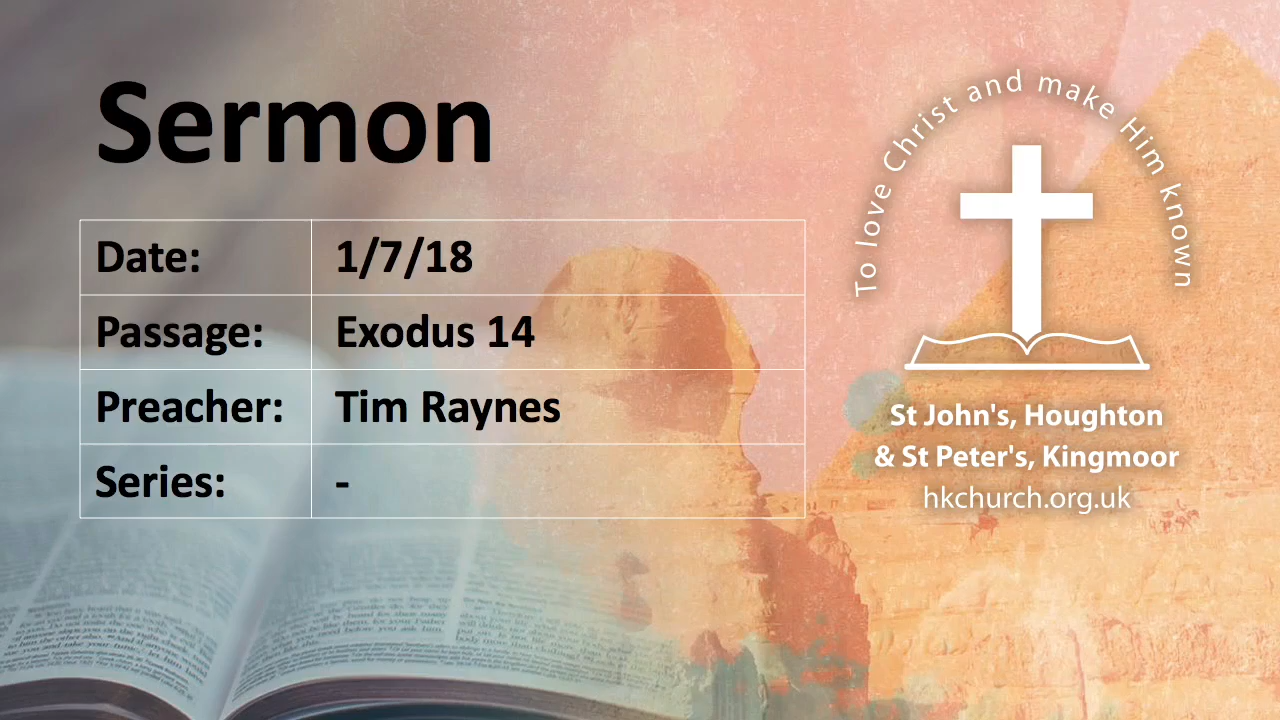 Sermon
Date: 1/7/18
Passage: Exodus 14
Preacher: Tim Raynes
Series: -
To love Christ and make Him known
St John's, Houghton
& St Peter's, Kingmoor
hkchurch.org.uk